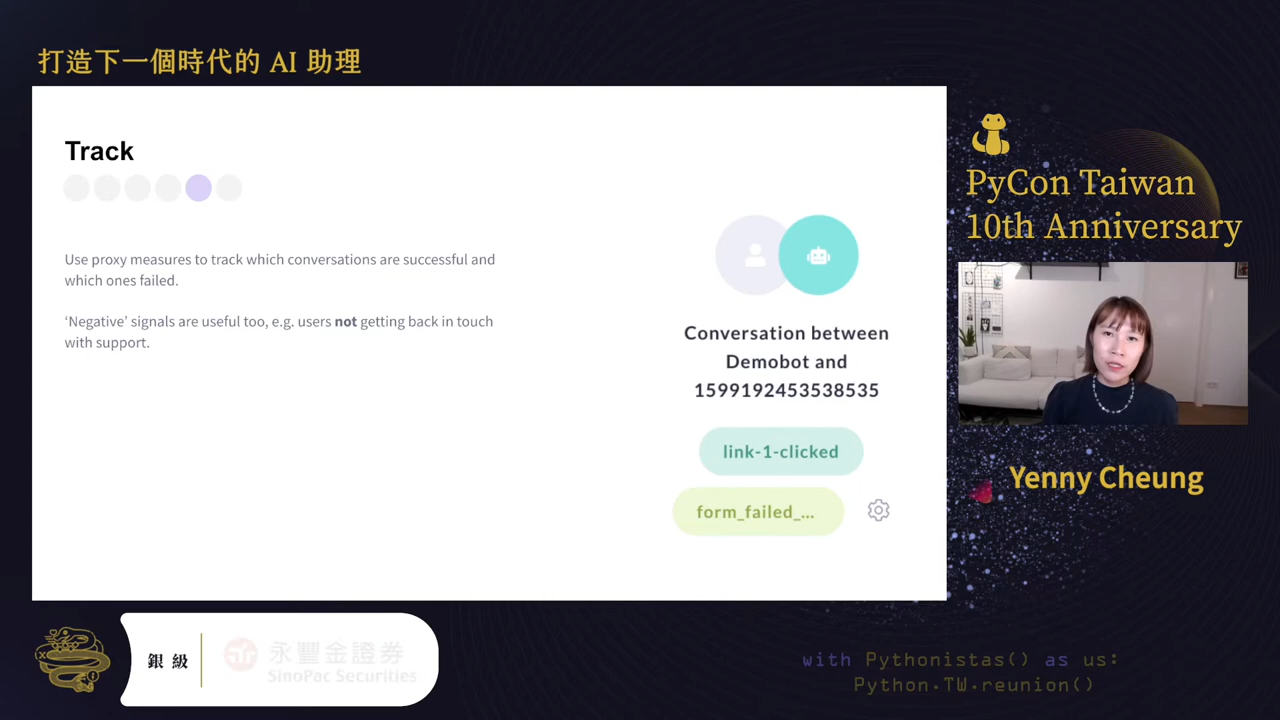 打造下一個時代的 AI 助理
Track
Use proxy measures to track which conversations are successful and
which ones failed.
‘Negative’ signals are useful too, e.g. users not getting back in touch
with support.
Conversation between
Demobot and
1599192453538535
link-1-clicked
form_failed_...
PyCon Taiwan
10th Anniversary
Yenny Cheung
銀級
永豐金證券
SinoPac Securities
with Pythonistas() as us:
Python.TW.reunion()